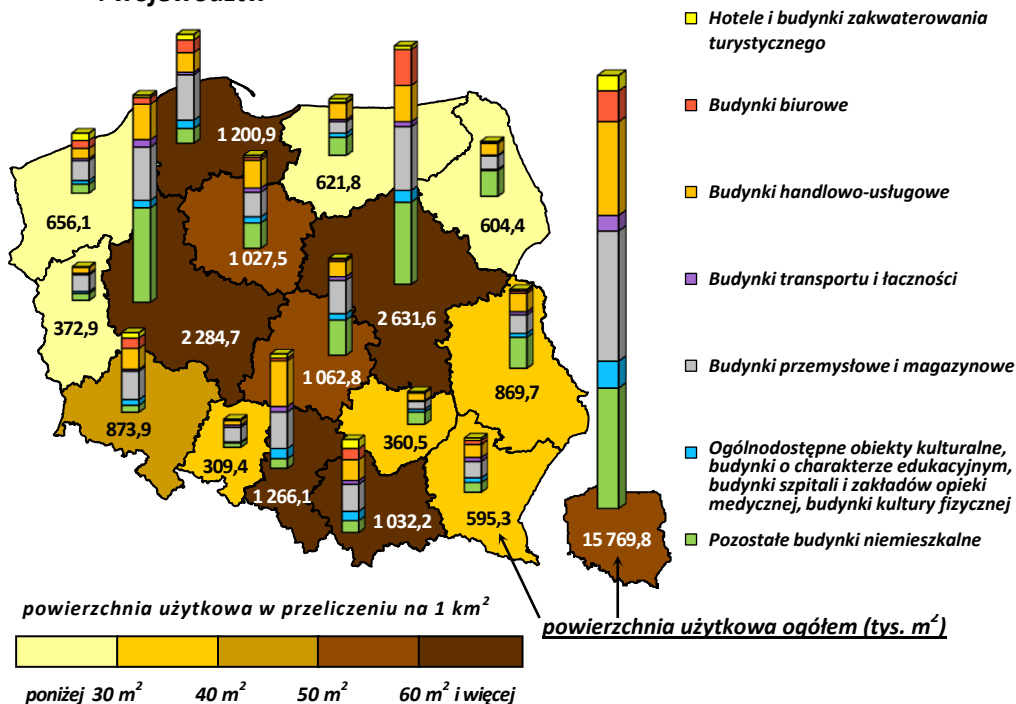 Hotele i budynki zakwaterowania
turystycznego
Budynki biurowe
Budynki handlowo-usługowe
Budynki transportu i łaczności
Budynki przemysłowe i magazynowe
Ogólnodostępne obiekty kulturalne,
budynki o charakterze edukacyjnym,
budynki szpitali i zakładów opieki
medycznej, budynki kultury fizycznej
Pozostałe budynki niemieszkalne
1 200,9
621,8
656,1
604,4
1 027,5
372,9
2 284,7
2 631,6
1 062,8
869,7
873,9
309,4
360,5
1 266,1
1 032,2
595,3
15 769,8
powierzchnia użytkowa w przeliczeniu na 1 km²
powierzchnia użytkowa ogółem (tys. m²)
poniżej 30 m² 40 m² 50 m² 60 m² i więcej